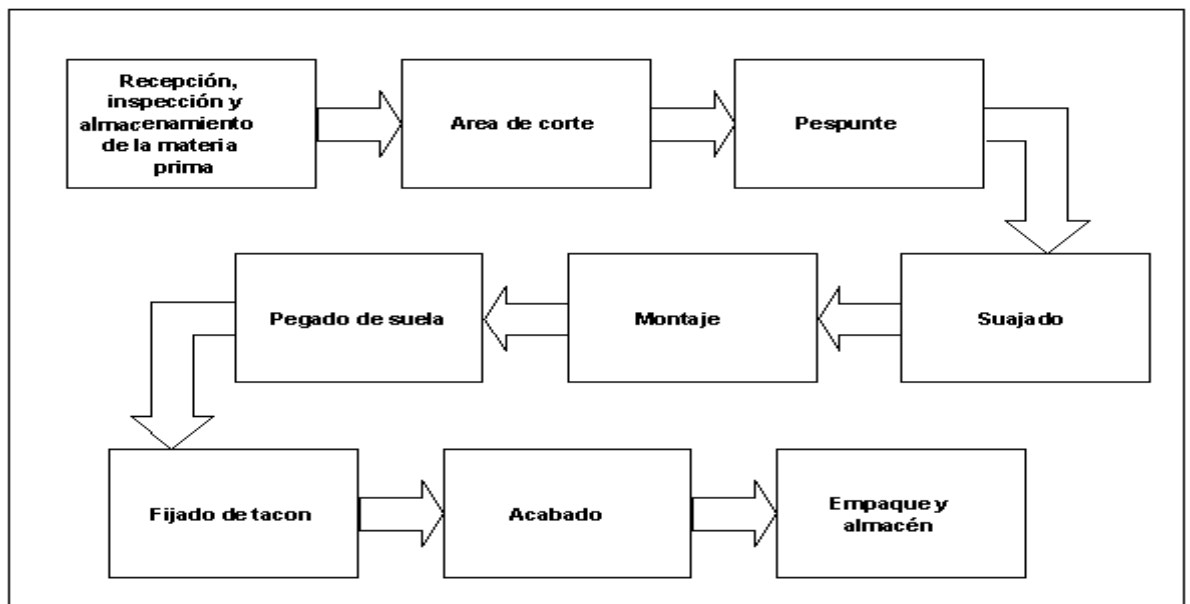 Recepción,
inspección y
almacenamiento
de la materia
prima
Area de corte
Pespunte
Suajado
Montaje
Pegado de suela
Fijado de tacon
Acabado
Empaque y
almacén